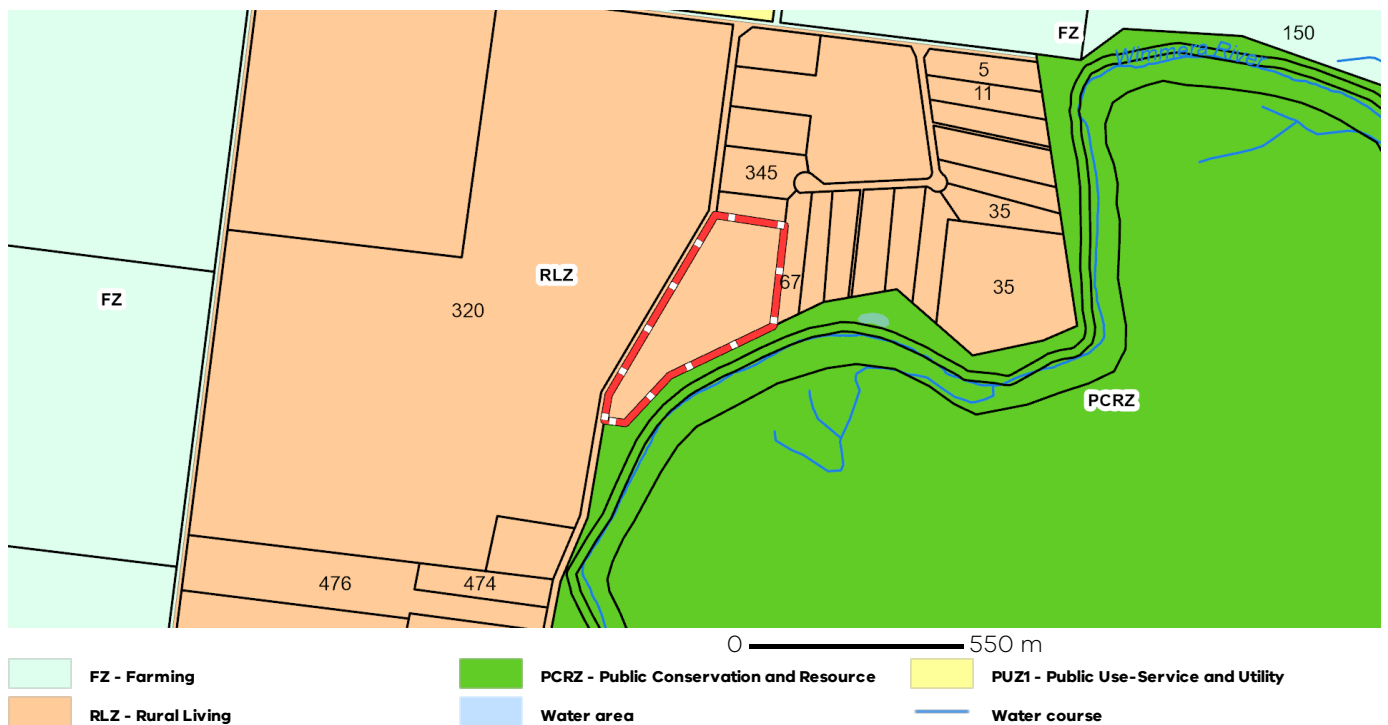 FZ
150
Wimmera River
5
11
345
35
RLZ
67
35
FZ
320
PCRZ
476
474
0 550 m
FZ - Farming
PCRZ - Public Conservation and Resource
PUZ1 - Public Use-Service and Utility
RLZ - Rural Living
Water area
Water course